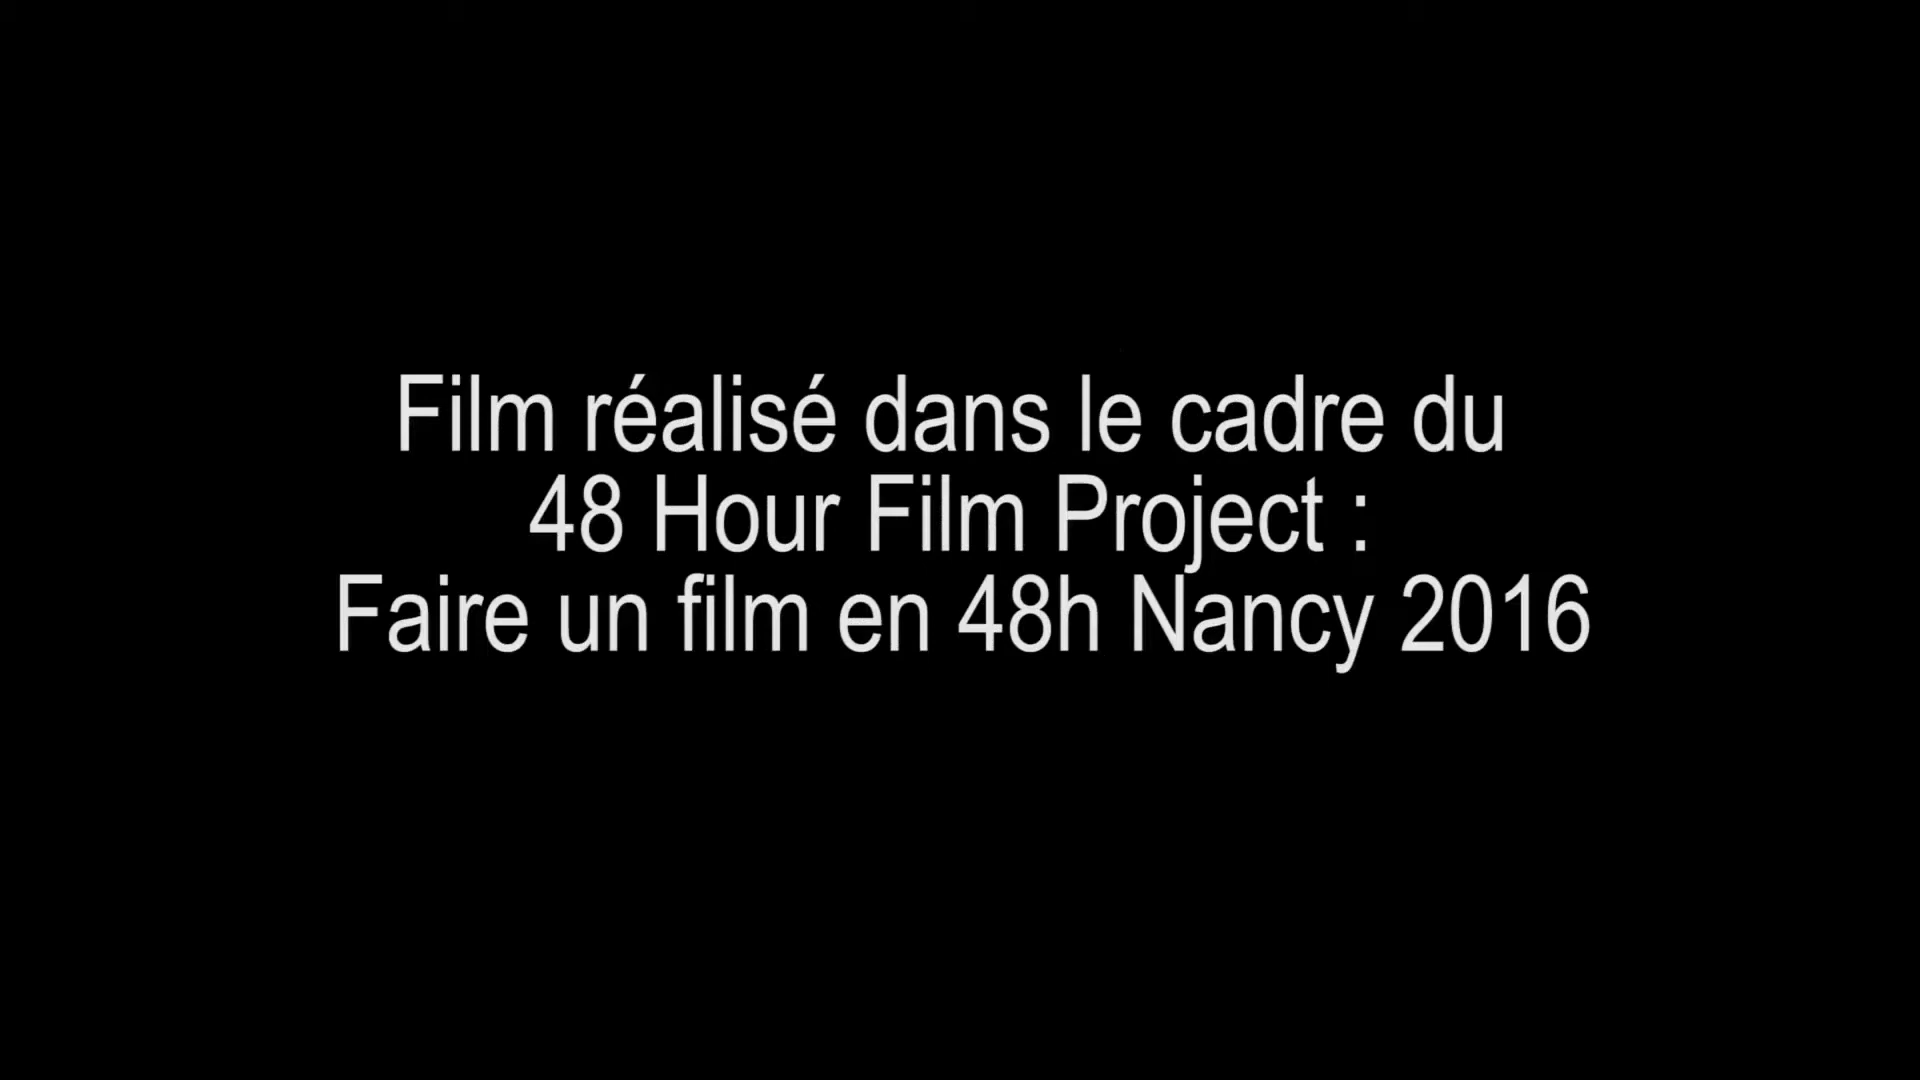 Film réalisé dans le cadre du
48 Hour Film Project :
Faire un film en 48h Nancy 2016